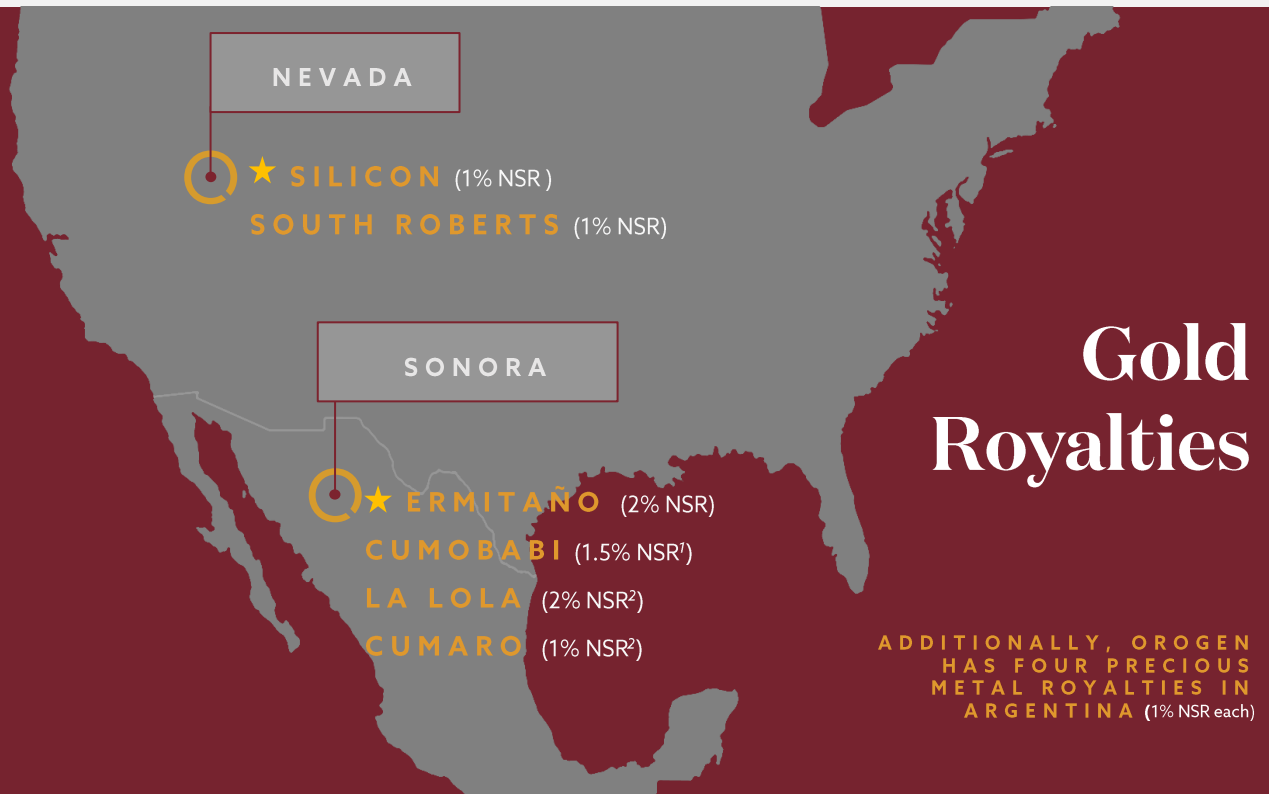 NEVADA
★ SILICON (1% NSR )
SOUTH ROBERTS (1% NSR)
SONORA
★ ERMITAÑO (2% NSR)
CUMOBABI (1.5% NSR¹)
LA LOLA (2% NSR²)
CUMARO (1% NSR²)
Gold
Royalties
ADDITIONALLY, OROGEN
HAS FOUR PRECIOUS
METAL ROYALTIES IN
ARGENTINA (1% NSR each)